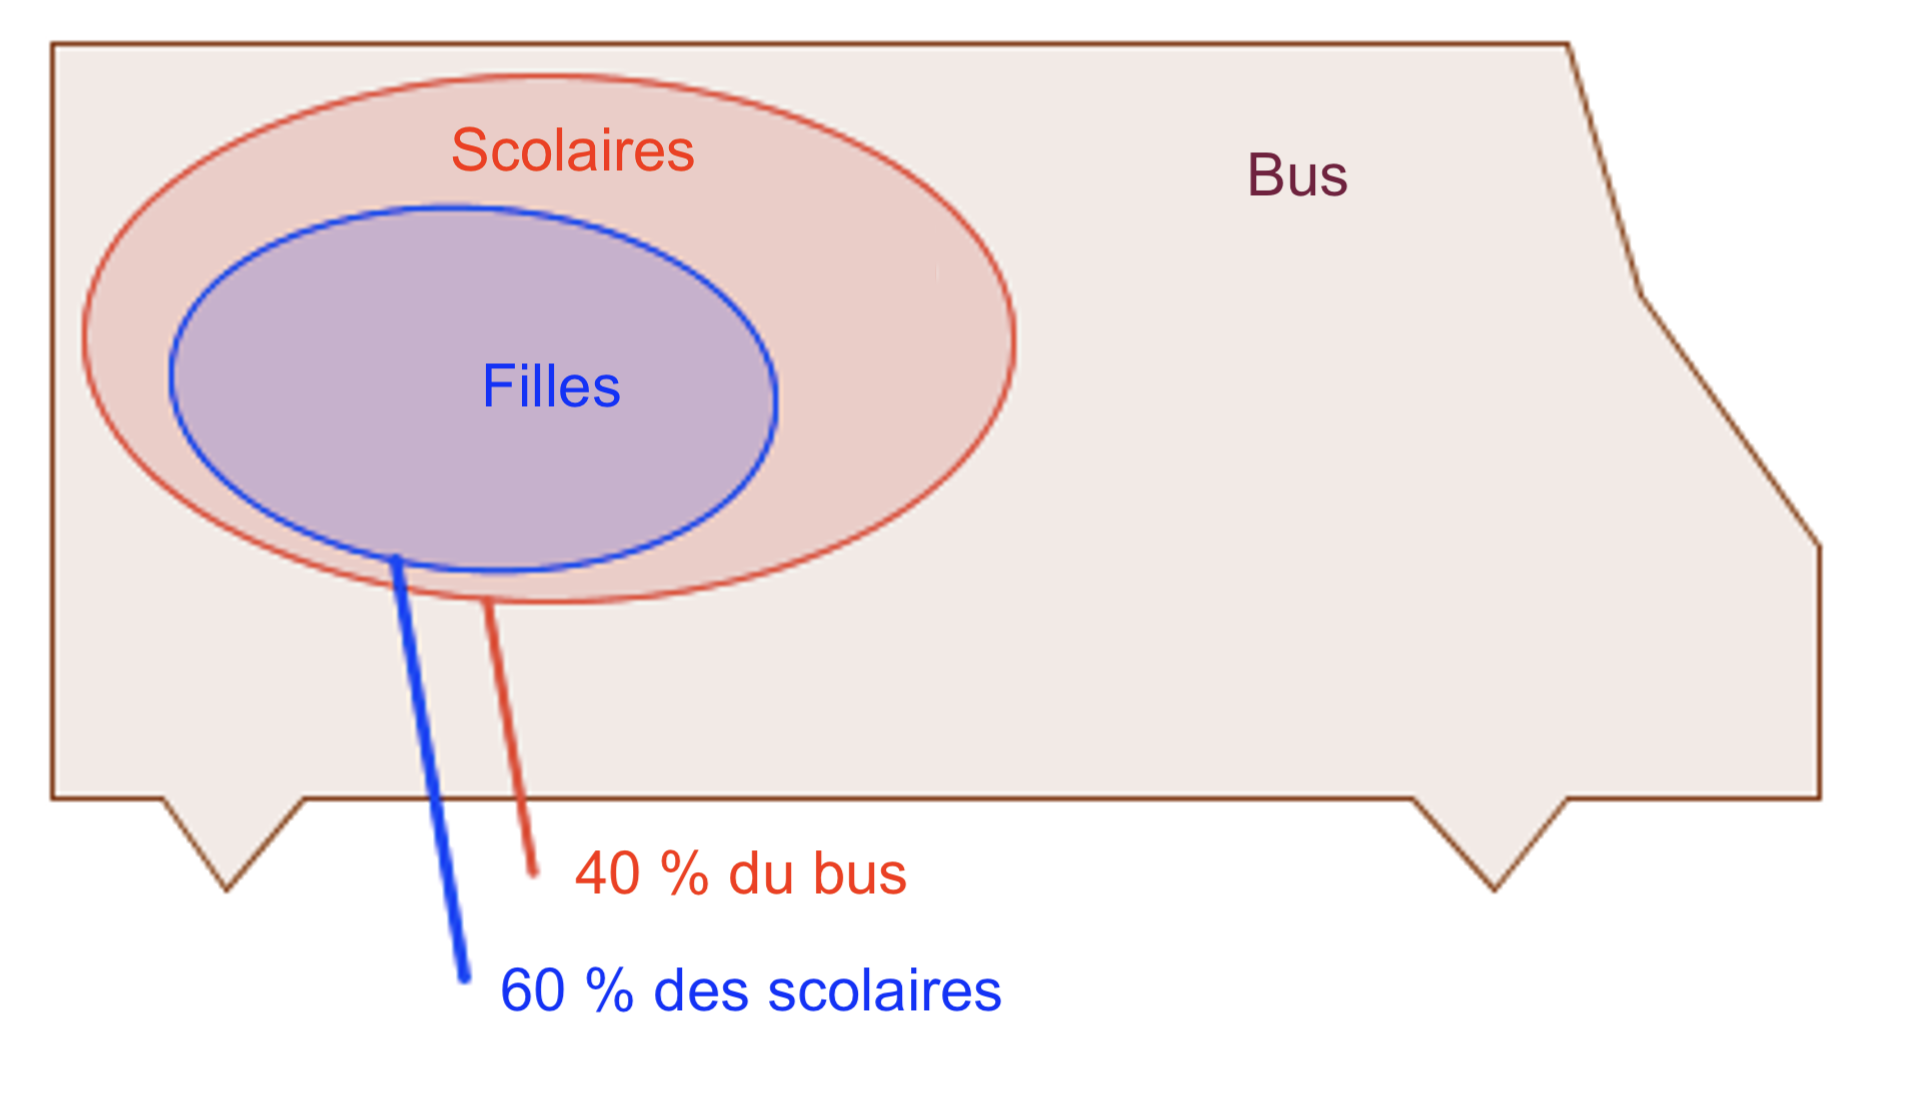 Scolaires
Bus
Filles
40 % du bus
60 % des scolaires